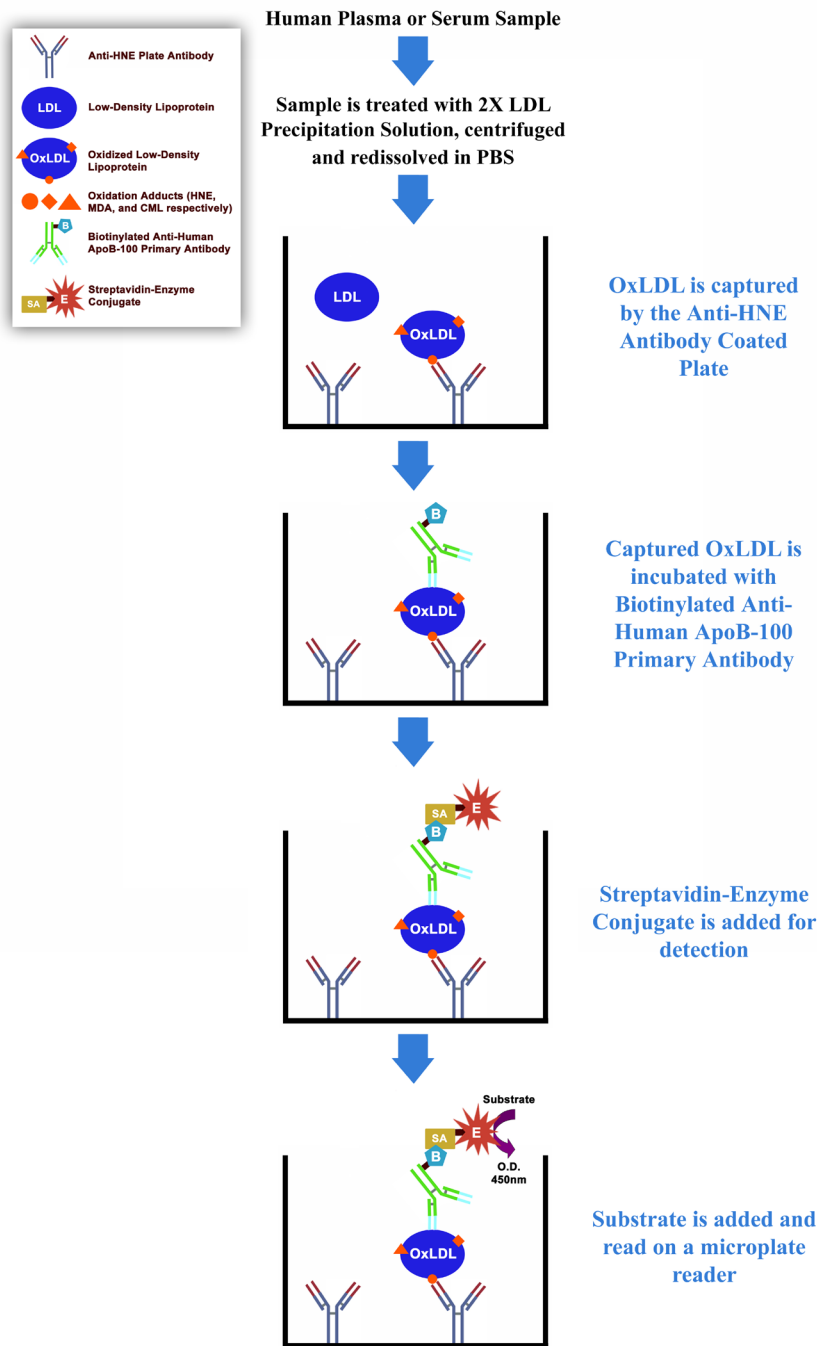 Human Plasma or Serum Sample
Anti-HNE Plate Antibody
LDL
Low-Density Lipoprotein
OxLDL
Oxidized Low-Density
Lipoprotein
Oxidation Adducts (HNE,
MDA, and CML respectively)
B
Biotinylated Anti-Human
ApoB-100 Primary Antibody
SA
E
Streptavidin-Enzyme
Conjugate
Sample is treated with 2X LDL
Precipitation Solution, centrifuged
and redissolved in PBS
LDL
OxLDL
OxLDL is captured
by the Anti-HNE
Antibody Coated
Plate
B
OxLDL
Captured OxLDL is
incubated with
Biotinylated Anti-
Human ApoB-100
Primary Antibody
SA
E
B
OxLDL
Streptavidin-Enzyme
Conjugate is added for
detection
Substrate
SA
E
B
O.D.
450nm
OxLDL
Substrate is added and
read on a microplate
reader